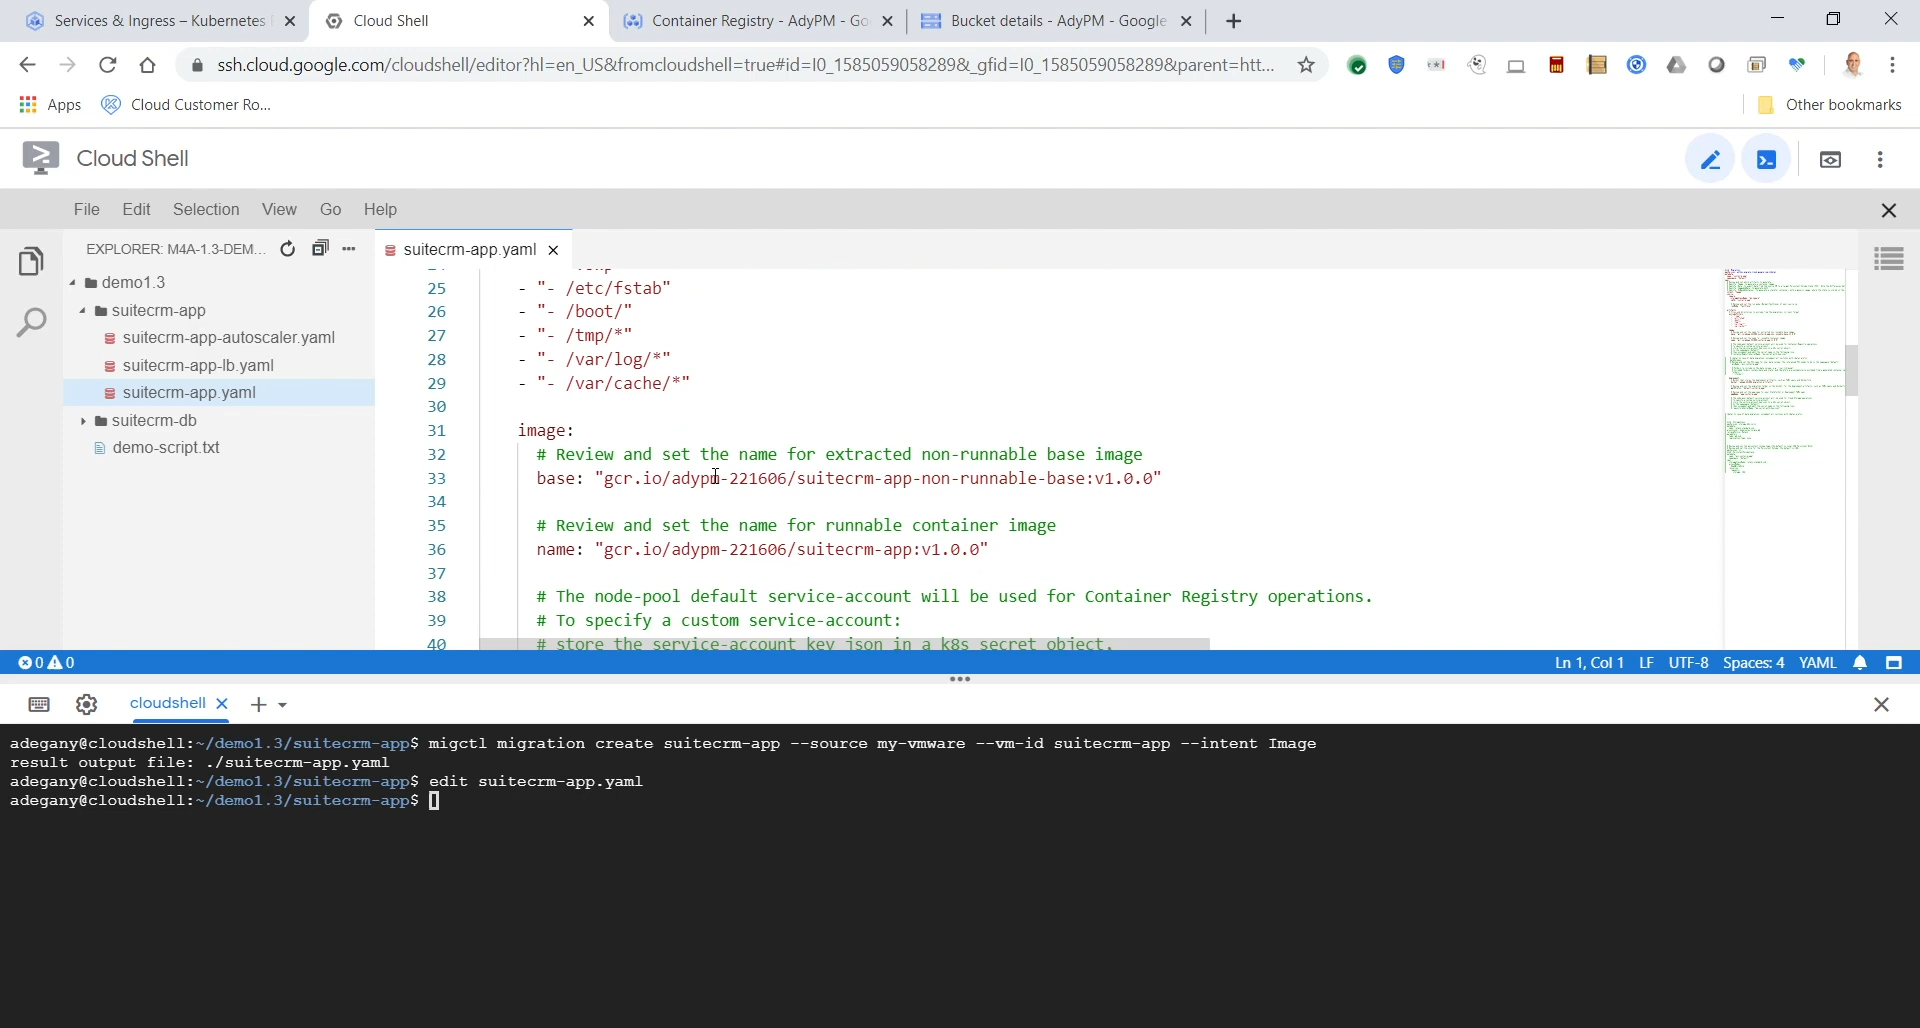 Services & Ingress – Kubernetes
Cloud Shell
Container Registry - AdyPM - Go
Bucket details - AdyPM - Google
ssh.cloud.google.com/cloudshell/editor?hl=en_US&fromcloudshell=true#id=I0_1585059058289&_gfid=I0_1585059058289&parent=htt...
Apps
Cloud Customer Ro...
Other bookmarks
Cloud Shell
File Edit Selection View Go Help
EXPLORER: M4A-1.3-DEM...
suitecrm-app.yaml
demo1.3
suitecrm-app
suitecrm-app-autoscaler.yaml
suitecrm-app-lb.yaml
suitecrm-app.yaml
suitecrm-db
demo-script.txt
25 - "- /etc/fstab"
26 - "- /boot/"
27 - "- /tmp/*"
28 - "- /var/log/*"
29 - "- /var/cache/*"
30
31 image:
32 # Review and set the name for extracted non-runnable base image
33 base: "gcr.io/adypm-221606/suitecrm-app-non-runnable-base:v1.0.0"
34
35 # Review and set the name for runnable container image
36 name: "gcr.io/adypm-221606/suitecrm-app:v1.0.0"
37
38 # The node-pool default service-account will be used for Container Registry operations.
39 # To specify a custom service-account:
40 # store the service-account key json in a k8s secret object.
0 0
Ln 1, Col 1 LF UTF-8 Spaces: 4 YAML
cloudshell
adegany@cloudshell:~/demo1.3/suitecrm-app$ migctl migration create suitecrm-app --source my-vmware --vm-id suitecrm-app --intent Image
result output file: ./suitecrm-app.yaml
adegany@cloudshell:~/demo1.3/suitecrm-app$ edit suitecrm-app.yaml
adegany@cloudshell:~/demo1.3/suitecrm-app$